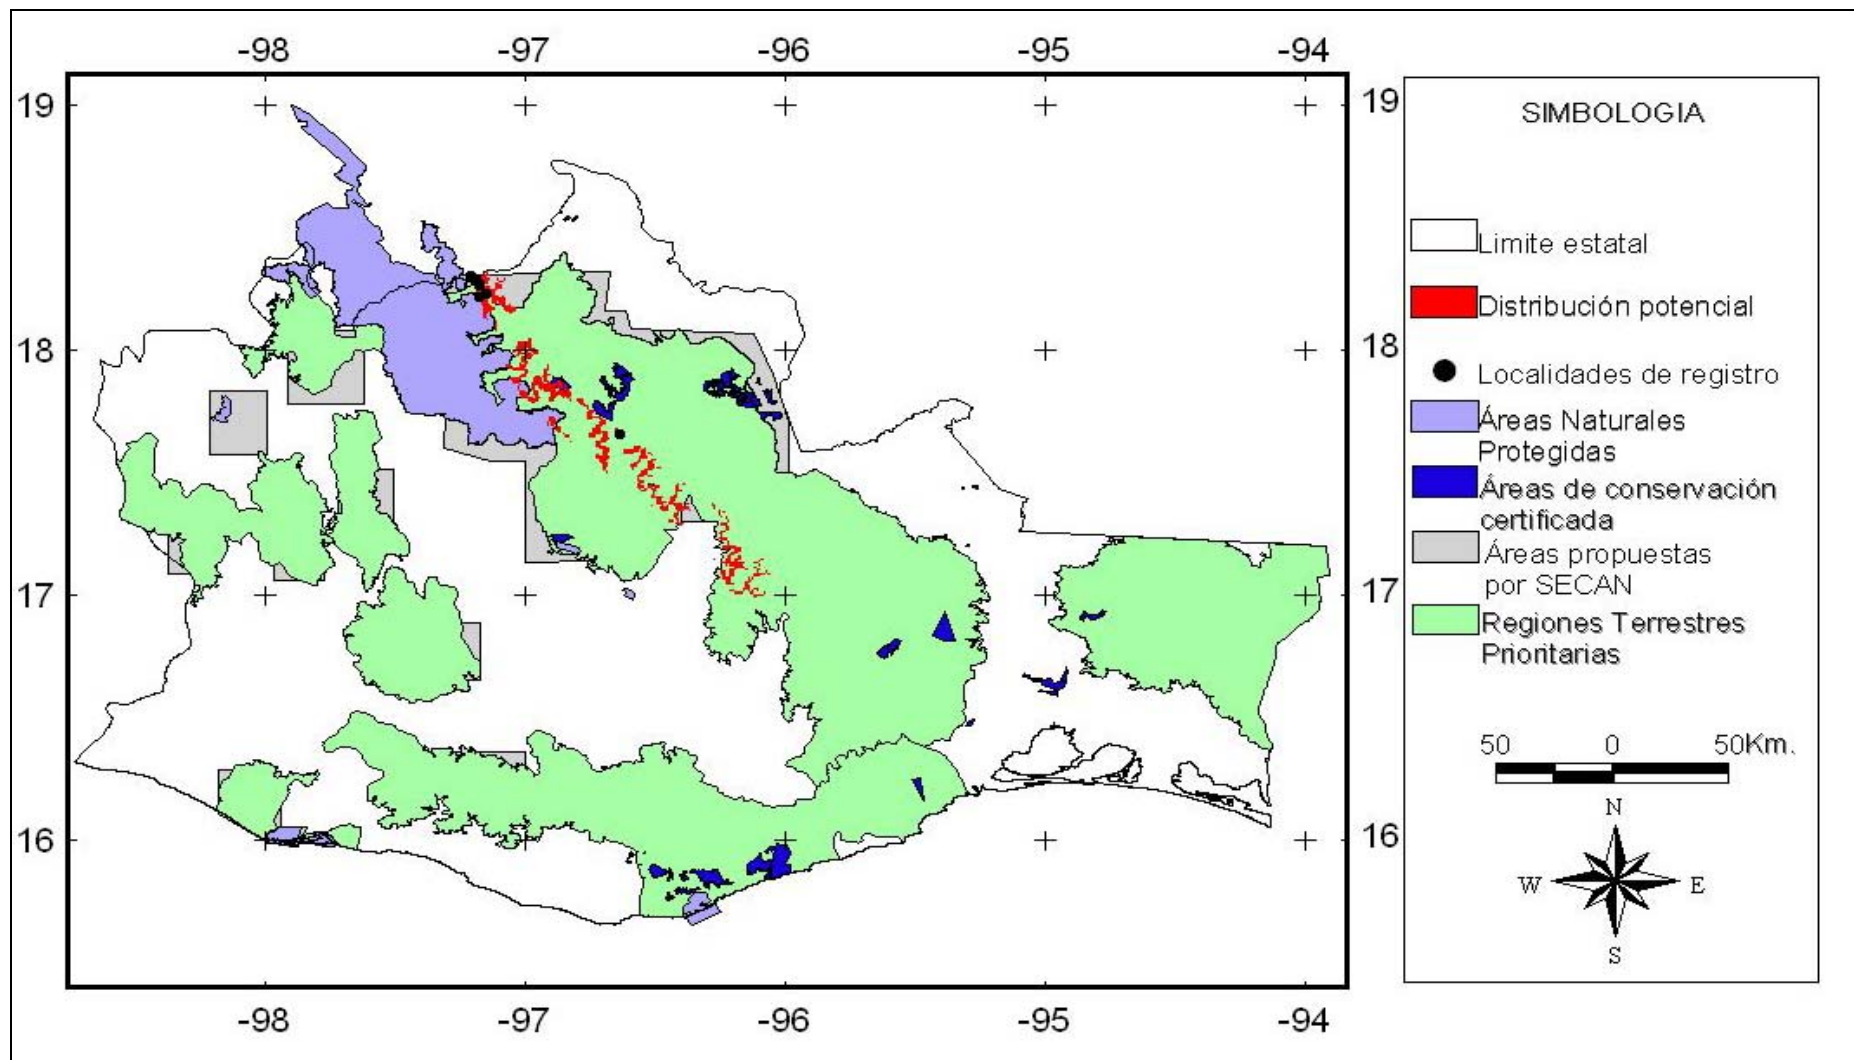 -98 -97 -96 -95 -94
19 19
18 18
17 17
16 16
-98 -97 -96 -95 -94
SIMBOLOGIA
Limite estatal
Distribución potencial
Localidades de registro
Áreas Naturales
Protegidas
Áreas de conservación
certificada
Áreas propuestas
por SECAN
Regiones Terrestres
Prioritarias
50 0 50Km.
N
W E
S